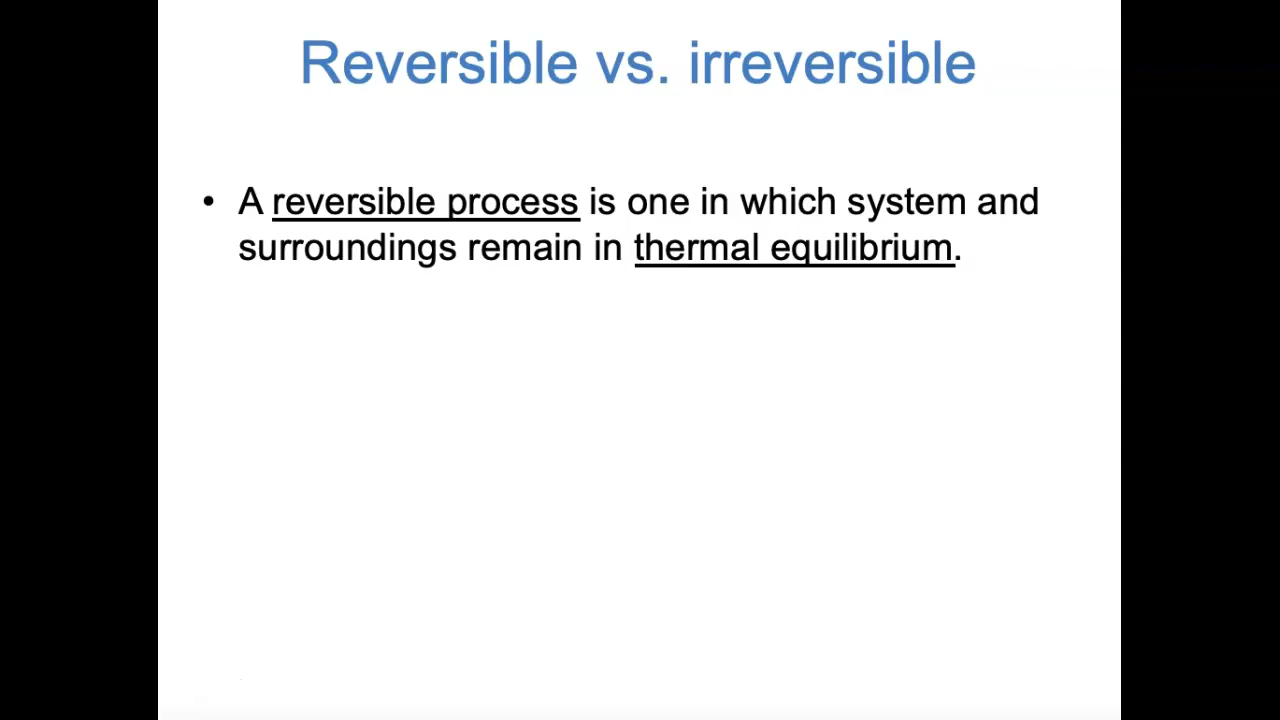 Reversible vs. irreversible
• A reversible process is one in which system and
surroundings remain in thermal equilibrium.